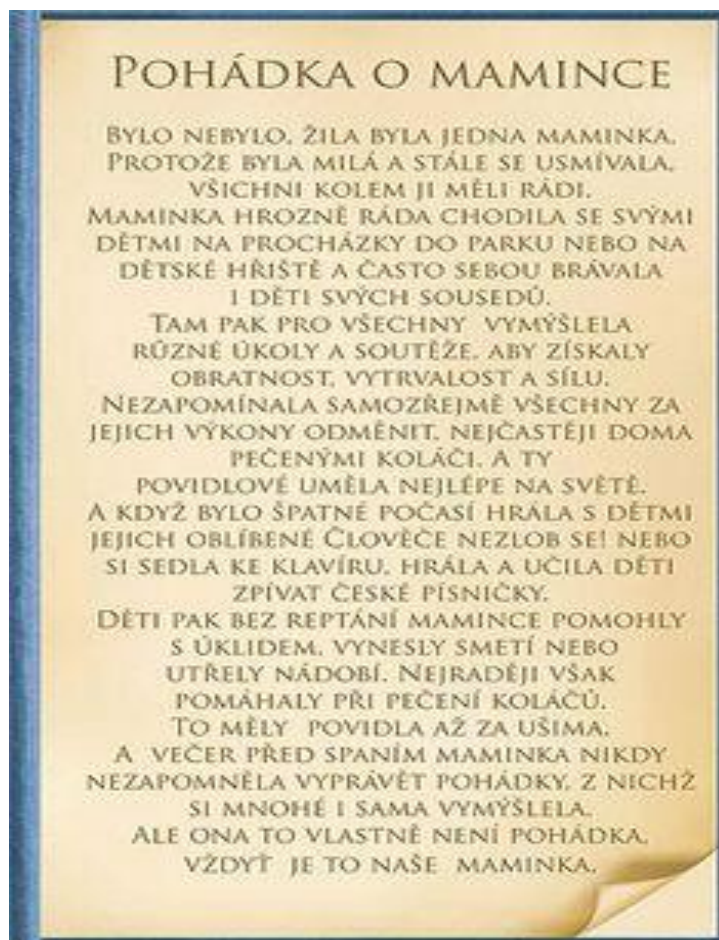 POHÁDKA O MAMINCE
BYLO NEBYLO, ŽILA BYLA JEDNA MAMINKA.
PROTOŽE BYLA MILÁ A STÁLE SE USMÍVALA,
VŠICHNI KOLEM JI MĚLI RÁDI.
MAMINKA HROZNĚ RÁDA CHODILA SE SVÝMI
DĚTMI NA PROCHÁZKY DO PARKU NEBO NA
DĚTSKÉ HŘIŠTĚ A ČASTO SEBOU BRÁVALA
I DĚTI SVÝCH SOUSEDŮ.
TAM PAK PRO VŠECHNY VYMÝŠLELA
RŮZNÉ ÚKOLY A SOUTĚŽE, ABY ZÍSKALY
OBRATNOST, VYTRVALOST A SÍLU.
NEZAPOMÍNALA SAMOZŘEJMĚ VŠECHNY ZA
JEJICH VÝKONY ODMĚNIT, NEJČASTĚJI DOMA
PEČENÝMI KOLÁČI. A TY
POVIDLOVÉ UMĚLA NEJLÉPE NA SVĚTĚ.
A KDYŽ BYLO ŠPATNÉ POČASÍ HRÁLA S DĚTMI
JEJICH OBLÍBENÉ ČLOVĚČE NEZLOB SE! NEBO
SI SEDLA KE KLAVÍRU, HRÁLA A UČILA DĚTI
ZPÍVAT ČESKÉ PÍSNIČKY.
DĚTI PAK BEZ REPTÁNÍ MAMINCE POMOHLY
S ÚKLIDEM, VYNESLY SMETÍ NEBO
UTŘELY NÁDOBÍ. NEJRADĚJI VŠAK
POMÁHALY PŘI PEČENÍ KOLÁČŮ.
TO MĚLY POVIDLA AŽ ZA UŠIMA.
A VEČER PŘED SPANÍM MAMINKA NIKDY
NEZAPOMNĚLA VYPRÁVĚT POHÁDKY, Z NICHŽ
SI MNOHÉ I SAMA VYMÝŠLELA.
ALE ONA TO VLASTNĚ NENÍ POHÁDKA,
VŽDYŤ JE TO NAŠE MAMINKA.